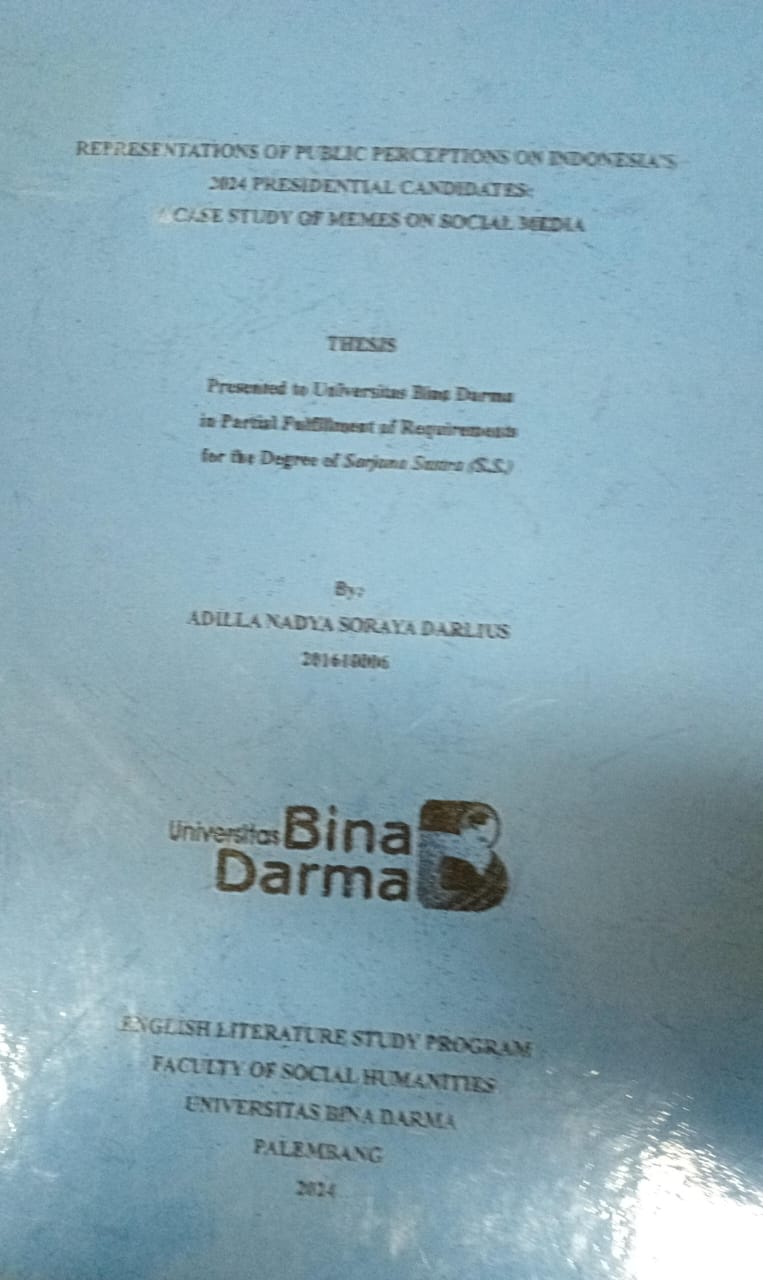 REPRESENTATIONS OF PUBLIC PERCEPTIONS ON INDONESIA'S
2024 PRESIDENTIAL CANDIDATES:
A CASE STUDY OF MEMES ON SOCIAL MEDIA
THESIS
Presented to Universitas Bina Darma
in Partial Fulfillment of Requirements
for the Degree of Sarjana Sastra (S.S.)
By:
ADILLA NADYA SORAYA DARLIUS
201610006
Universitas Bina
Darma
ENGLISH LITERATURE STUDY PROGRAM
FACULTY OF SOCIAL HUMANITIES
UNIVERSITAS BINA DARMA
PALEMBANG
2024